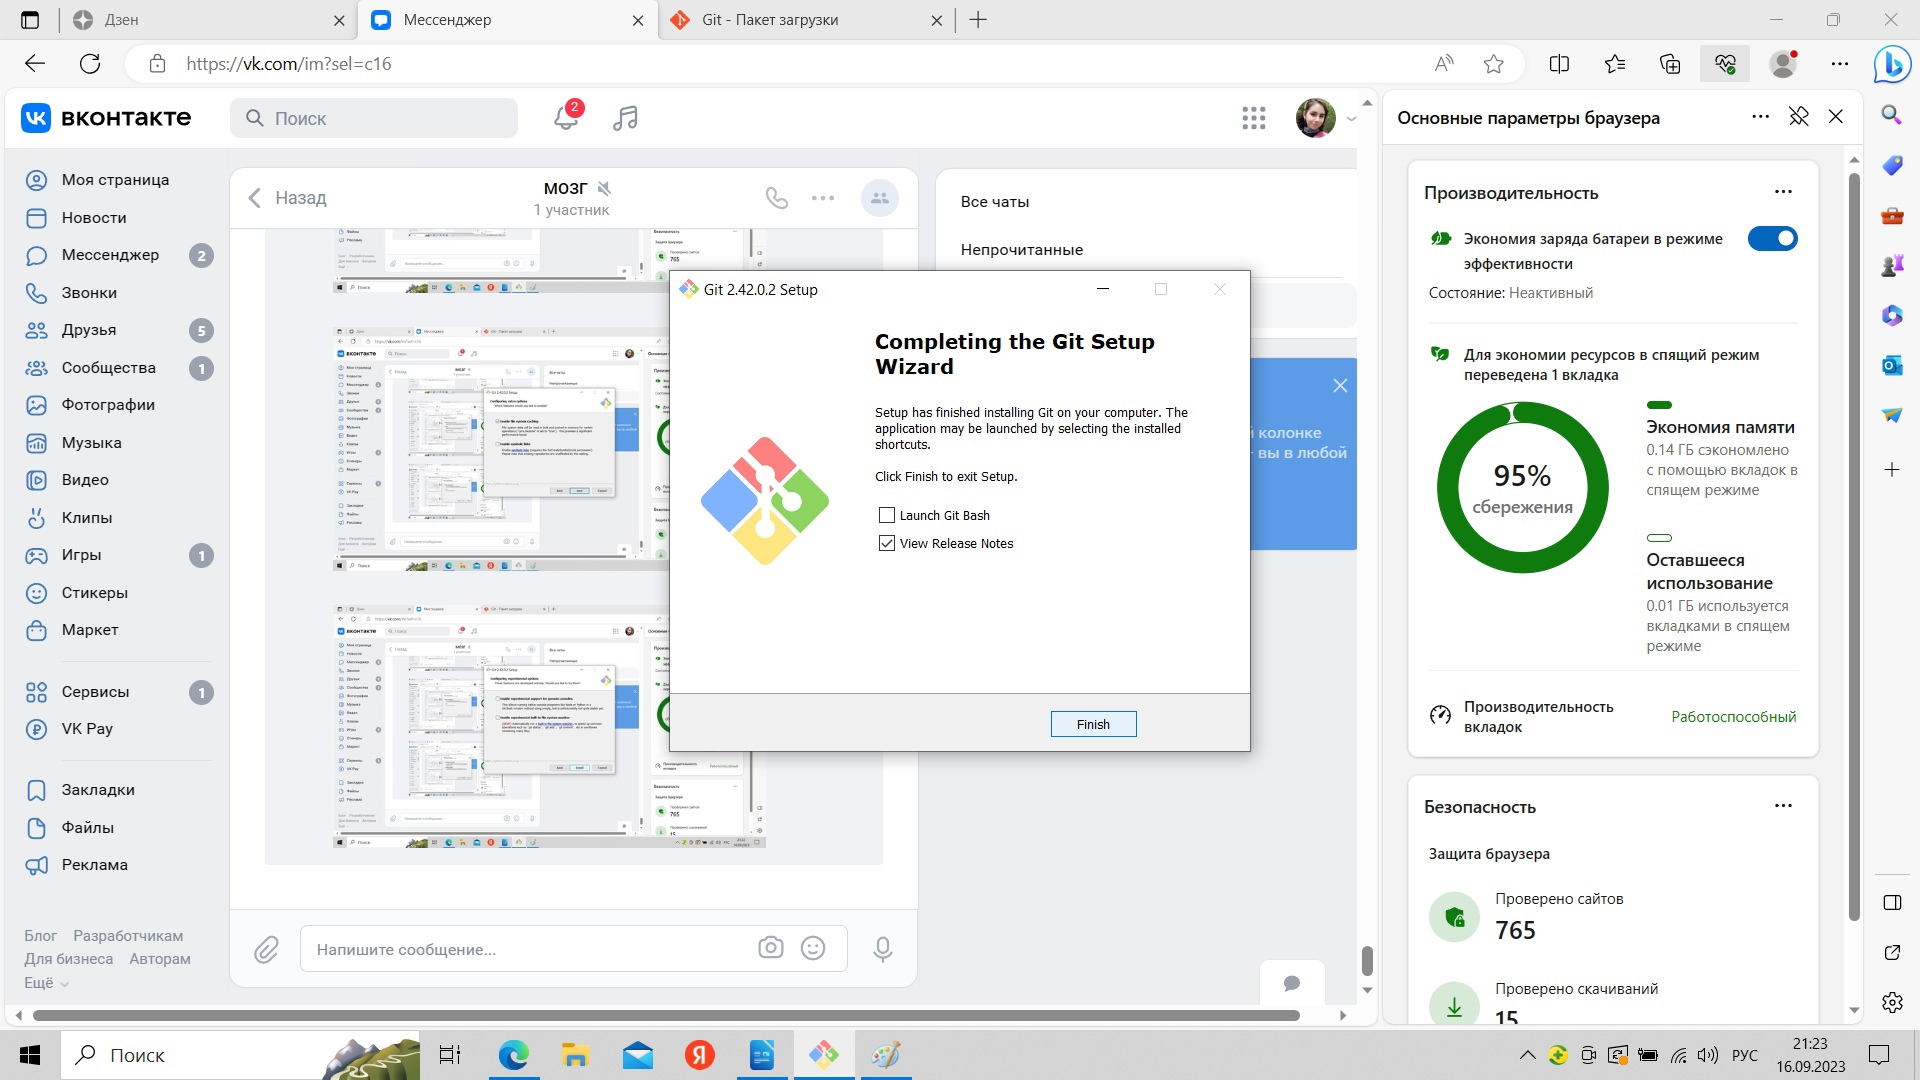 Дзен
Мессенджер
Git - Пакет загрузки
https://vk.com/im?sel=c16
ВКОНТАКТЕ
Поиск
2
Моя страница
Новости
Мессенджер 2
Звонки
Друзья 5
Сообщества 1
Фотографии
Музыка
Видео
Клипы
Игры 1
Стикеры
Маркет
Сервисы 1
VK Pay
Закладки
Файлы
Реклама
Блог Разработчикам
Для бизнеса Авторам
Ещё
Назад
МОЗГ
1 участник
Все чаты
Непрочитанные
й колонке
- вы в любой
Git 2.42.0.2 Setup
Completing the Git Setup
Wizard
Setup has finished installing Git on your computer. The
application may be launched by selecting the installed
shortcuts.
Click Finish to exit Setup.
Launch Git Bash
View Release Notes
Finish
Напишите сообщение...
Основные параметры браузера
Производительность
Экономия заряда батареи в режиме
эффективности
Состояние: Неактивный
Для экономии ресурсов в спящий режим
переведена 1 вкладка
95%
сбережения
Экономия памяти
0.14 ГБ сэкономлено
с помощью вкладок в
спящем режиме
Оставшееся
использование
0.01 ГБ используется
вкладками в спящем
режиме
Производительность
вкладок
Работоспособный
Безопасность
Защита браузера
Проверено сайтов
765
Проверено скачиваний
15
Поиск
РУС
21:23
16.09.2023